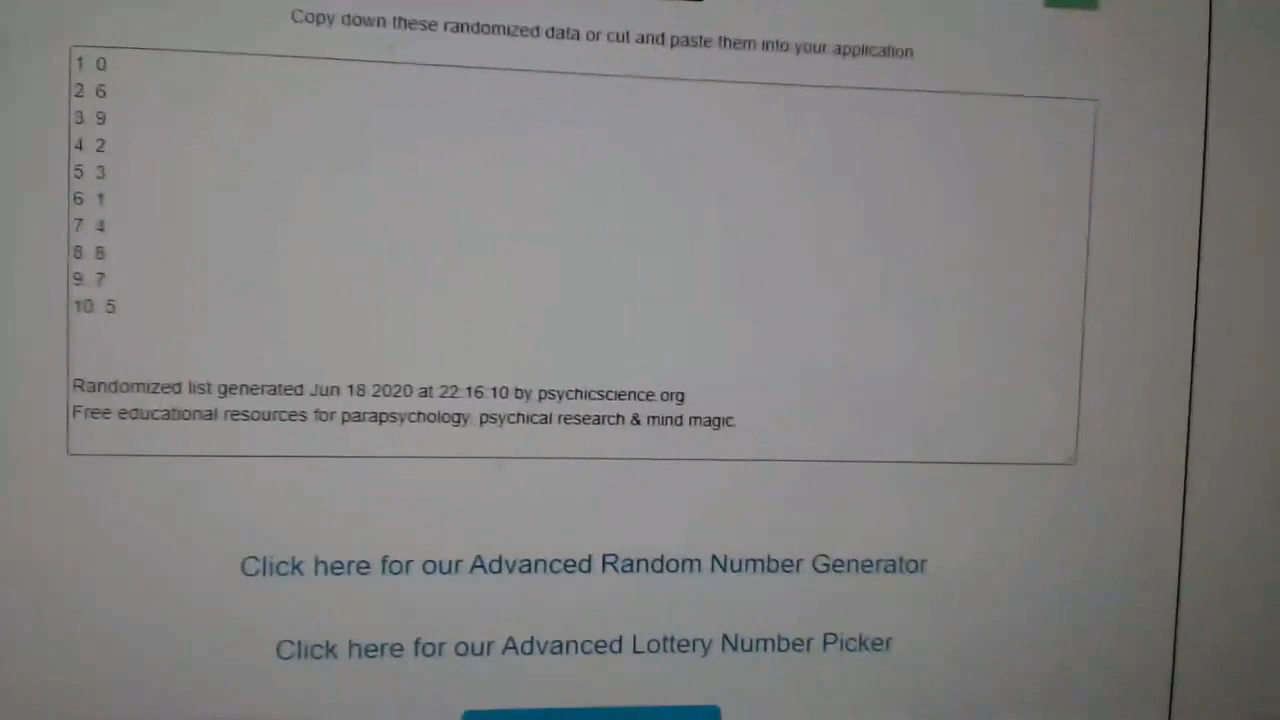 Copy down these randomized data or cut and paste them into your application
1 0
2 6
3 9
4 2
5 3
6 1
7 4
8 8
9 7
10 5
Randomized list generated Jun 18 2020 at 22:16:10 by psychicscience.org
Free educational resources for parapsychology, psychical research & mind magic.
Click here for our Advanced Random Number Generator
Click here for our Advanced Lottery Number Picker